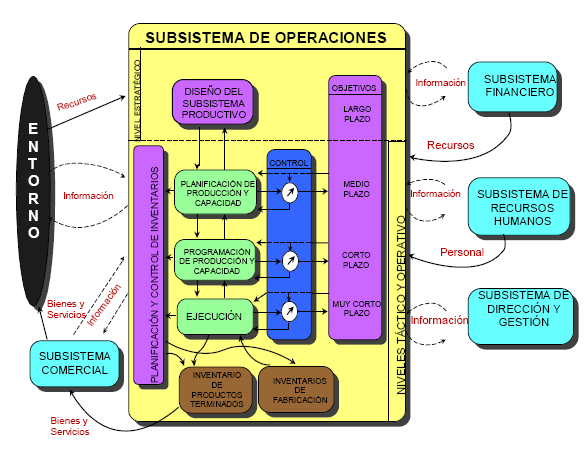 SUBSISTEMA DE OPERACIONES
NIVEL ESTRATÉGICO
DISEÑO DEL
SUBSISTEMA
PRODUCTIVO
OBJETIVOS
LARGO
PLAZO
MEDIO
PLAZO
CORTO
PLAZO
MUY CORTO
PLAZO
CONTROL
PLANIFICACIÓN DE
PRODUCCIÓN Y
CAPACIDAD
PROGRAMACIÓN
DE PRODUCCIÓN Y
CAPACIDAD
EJECUCIÓN
PLANIFICACIÓN Y CONTROL DE INVENTARIOS
NIVELES TÁCTICO Y OPERATIVO
INVENTARIO
DE
PRODUCTOS
TERMINADOS
INVENTARIOS
DE
FABRICACIÓN
ENTORNO
Recursos
Información
Bienes y
Servicios
Información
SUBSISTEMA
COMERCIAL
Bienes y
Servicios
Información
SUBSISTEMA
FINANCIERO
Recursos
Información
SUBSISTEMA DE
RECURSOS
HUMANOS
Personal
Información
SUBSISTEMA DE
DIRECCIÓN Y
GESTIÓN